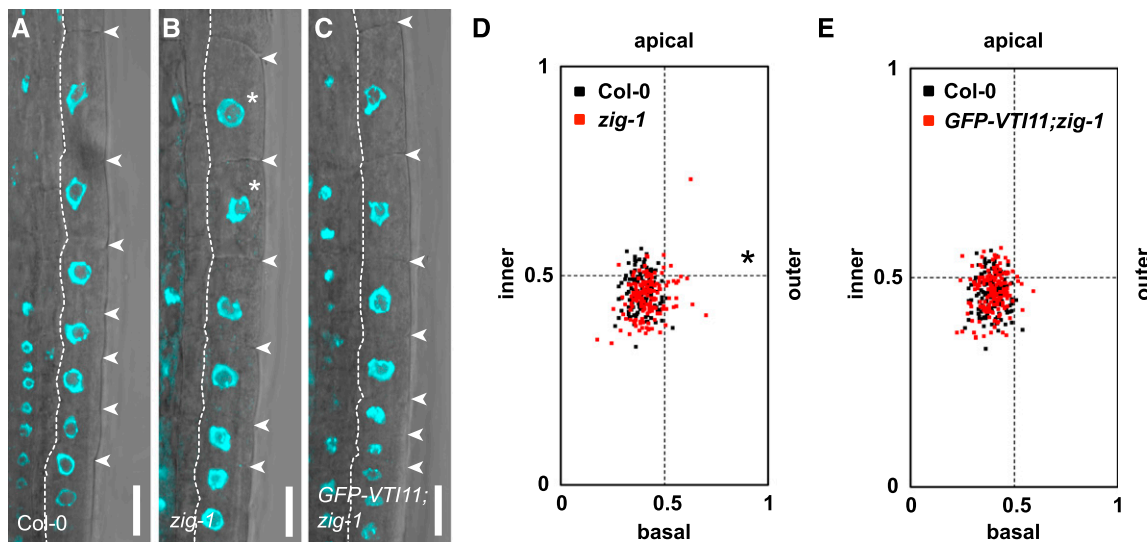 A
Col-0
B
zig-1
C
GFP-VTI11;
zig-1
D
apical
1
Col-0
zig-1
inner
0.5
*
outer
0
0
0.5
1
basal
E
apical
1
Col-0
GFP-VTI11;zig-1
inner
0.5
outer
0
0
0.5
1
basal